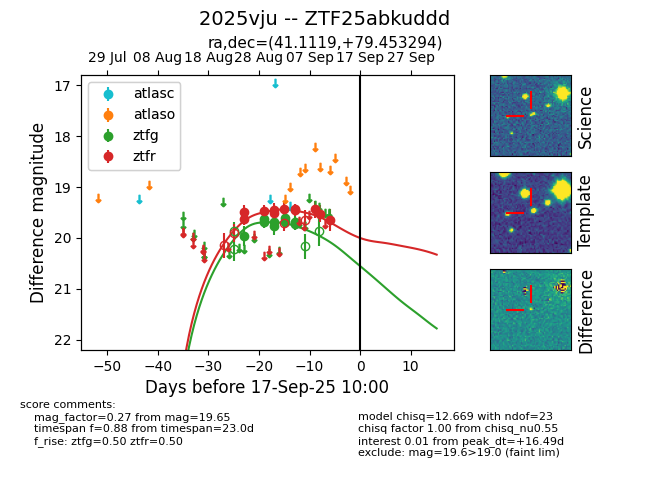 2025vju -- ZTF25abkuddd
ra,dec=(41.1119,+79.453294)
29 Jul 08 Aug 18 Aug 28 Aug 07 Sep 17 Sep 27 Sep
atlasc
atlaso
ztfg
ztfr
17
18
19
20
21
22
Difference magnitude
−50 −40 −30 −20 −10 0 10
Days before 17-Sep-25 10:00
Science
Template
Difference
score comments:
mag_factor=0.27 from mag=19.65
timespan f=0.88 from timespan=23.0d
f_rise: ztfg=0.50 ztfr=0.50
model chisq=12.669 with ndof=23
chisq factor 1.00 from chisq_nu0.55
interest 0.01 from peak_dt=+16.49d
exclude: mag=19.6>19.0 (faint lim)